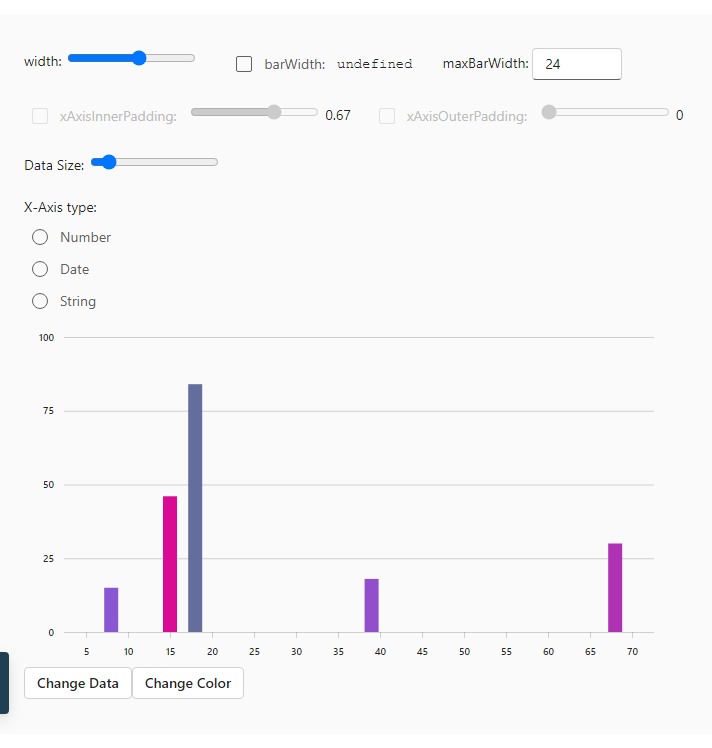 width: barWidth: undefined maxBarWidth: 24
xAxisInnerPadding: 0.67 xAxisOuterPadding: 0
Data Size:
X-Axis type:
Number
Date
String
100
75
50
25
0
5 10 15 20 25 30 35 40 45 50 55 60 65 70
Change Data Change Color